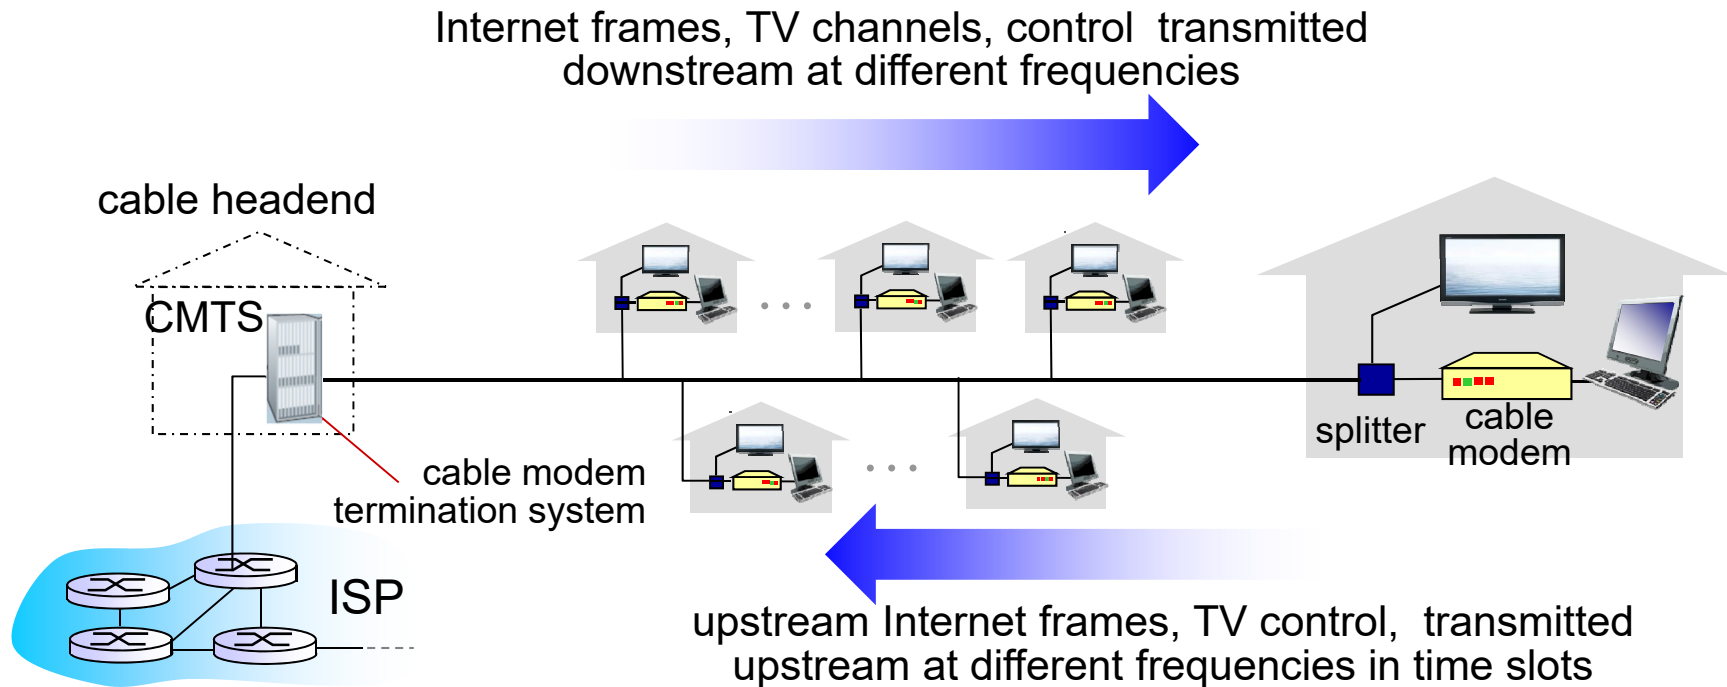 Internet frames, TV channels, control  transmitted
downstream at different frequencies
cable headend
CMTS
splitter
cable
modem
cable modem
termination system
ISP
upstream Internet frames, TV control,  transmitted
upstream at different frequencies in time slots